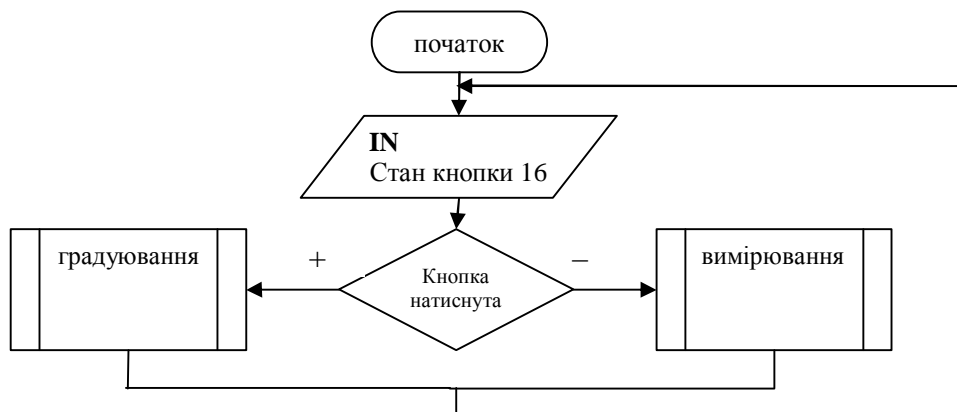 початок
IN
Стан кнопки 16
градуювання
+
Кнопка
натиснута
–
вимірювання